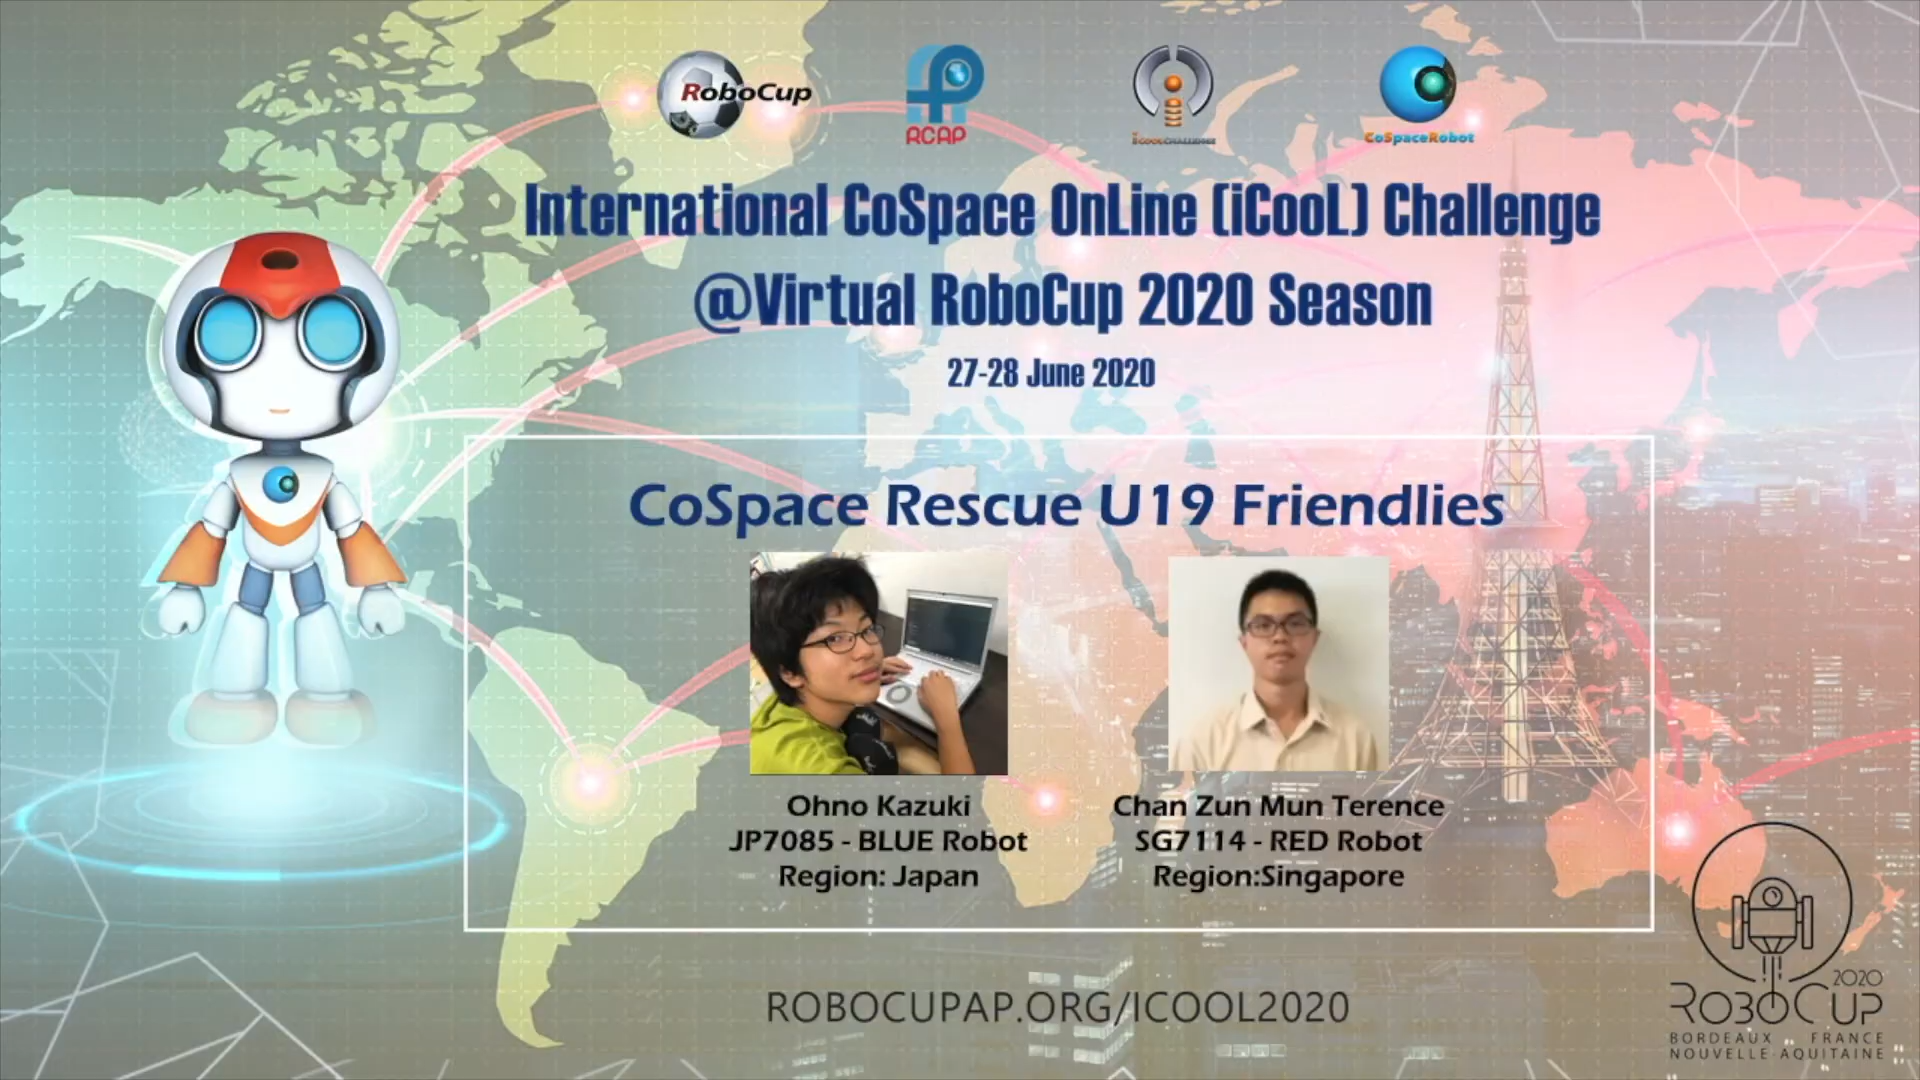 RoboCup
RCAP
iCOOLCHALLENGE
CoSpaceRobot
International CoSpace OnLine (iCooL) Challenge
@Virtual RoboCup 2020 Season
27-28 June 2020
CoSpace Rescue U19 Friendlies
Ohno Kazuki
JP7085 - BLUE Robot
Region: Japan
Chan Zun Mun Terence
SG7114 - RED Robot
Region:Singapore
ROBOCUPAP.ORG/ICOOL2020
2020
ROBOCUP
BORDEAUX FRANCE
NOUVELLE-AQUITAINE